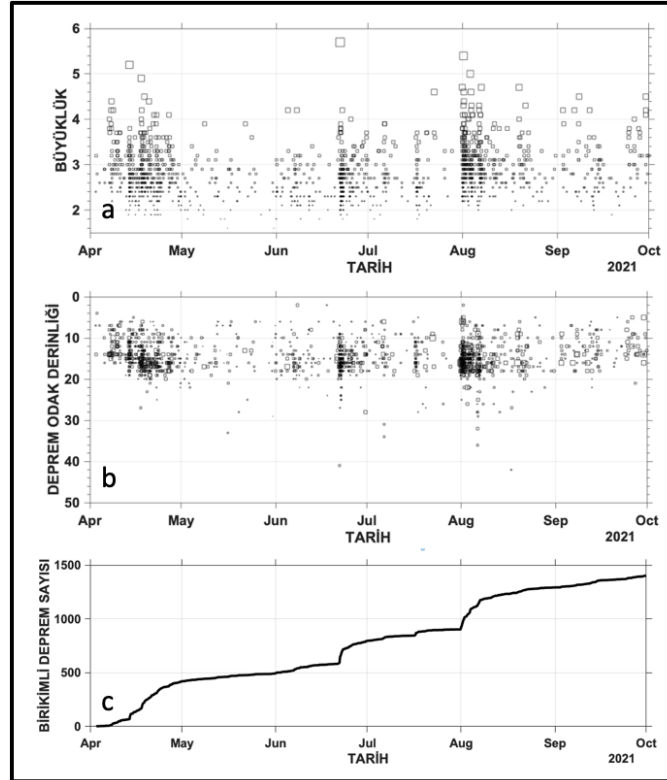 BÜYÜKLÜK
6
5
4
3
2
a
Apr May Jun Jul Aug Sep Oct
TARİH
2021
DEPREM ODAK DERİNLİĞİ
0
10
20
30
40
50
b
Apr May Jun Jul Aug Sep Oct
TARİH
2021
BİRİKİMLİ DEPREM SAYISI
1500
1000
500
0
c
Apr May Jun Jul Aug Sep Oct
TARİH
2021